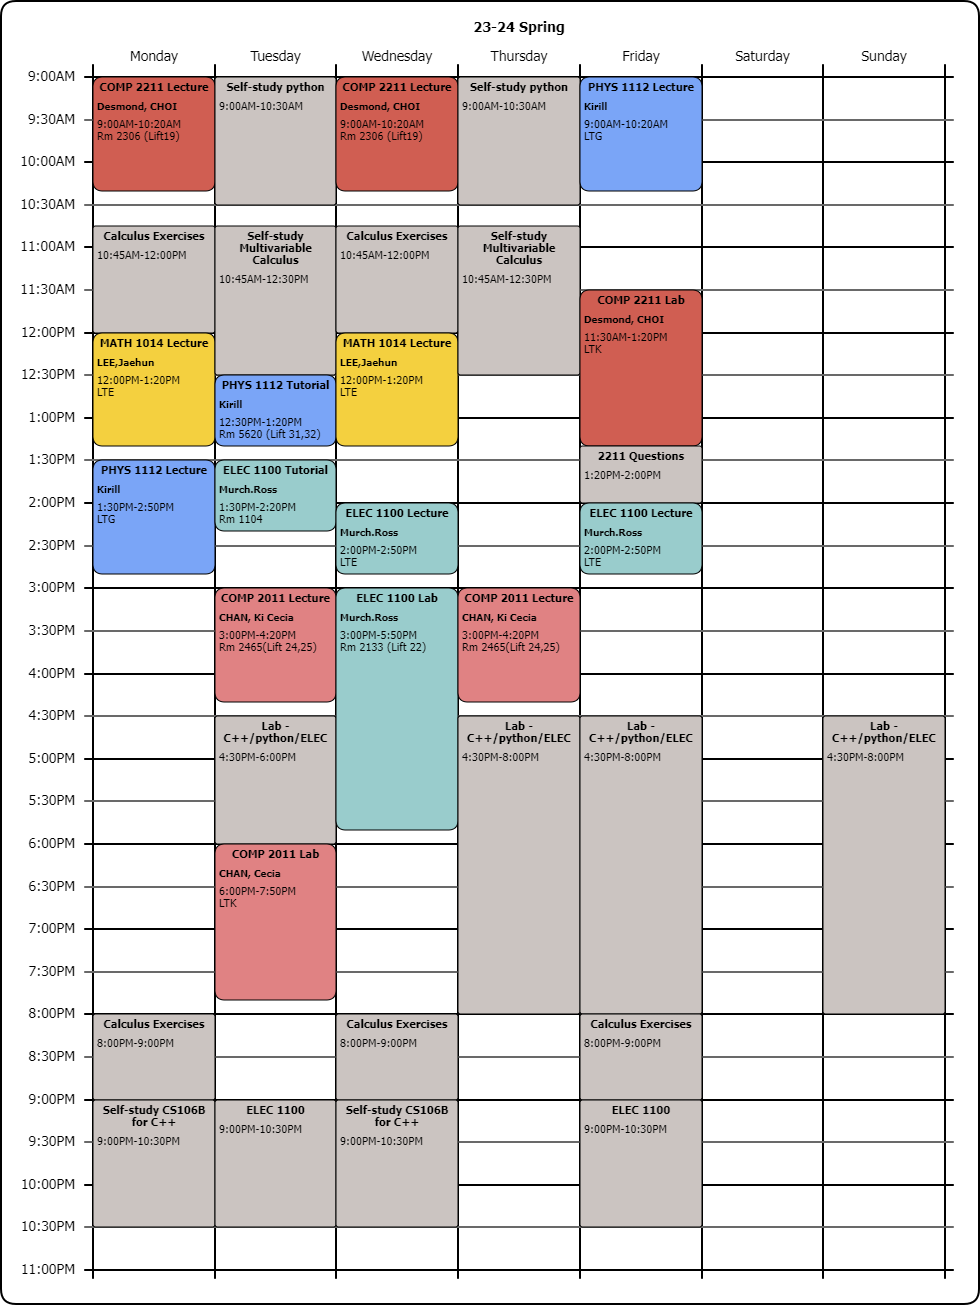 23-24 Spring
Monday
Tuesday
Wednesday
Thursday
Friday
Saturday
Sunday
9:00AM
9:30AM
10:00AM
10:30AM
11:00AM
11:30AM
12:00PM
12:30PM
1:00PM
1:30PM
2:00PM
2:30PM
3:00PM
3:30PM
4:00PM
4:30PM
5:00PM
5:30PM
6:00PM
6:30PM
7:00PM
7:30PM
8:00PM
8:30PM
9:00PM
9:30PM
10:00PM
10:30PM
11:00PM
COMP 2211 Lecture
Desmond, CHOI
9:00AM-10:20AM
Rm 2306 (Lift19)
Calculus Exercises
10:45AM-12:00PM
MATH 1014 Lecture
LEE,Jaehun
12:00PM-1:20PM
LTE
PHYS 1112 Lecture
Kirill
1:30PM-2:50PM
LTG
Calculus Exercises
8:00PM-9:00PM
Self-study CS106B
for C++
9:00PM-10:30PM
Self-study python
9:00AM-10:30AM
Self-study
Multivariable
Calculus
10:45AM-12:30PM
PHYS 1112 Tutorial
Kirill
12:30PM-1:20PM
Rm 5620 (Lift 31,32)
ELEC 1100 Tutorial
Murch.Ross
1:30PM-2:20PM
Rm 1104
COMP 2011 Lecture
CHAN, Ki Cecia
3:00PM-4:20PM
Rm 2465(Lift 24,25)
Lab -
C++/python/ELEC
4:30PM-6:00PM
COMP 2011 Lab
CHAN, Cecia
6:00PM-7:50PM
LTK
ELEC 1100
9:00PM-10:30PM
COMP 2211 Lecture
Desmond, CHOI
9:00AM-10:20AM
Rm 2306 (Lift19)
Calculus Exercises
10:45AM-12:00PM
MATH 1014 Lecture
LEE,Jaehun
12:00PM-1:20PM
LTE
ELEC 1100 Lecture
Murch.Ross
2:00PM-2:50PM
LTE
ELEC 1100 Lab
Murch.Ross
3:00PM-5:50PM
Rm 2133 (Lift 22)
Calculus Exercises
8:00PM-9:00PM
Self-study CS106B
for C++
9:00PM-10:30PM
Self-study python
9:00AM-10:30AM
Self-study
Multivariable
Calculus
10:45AM-12:30PM
COMP 2011 Lecture
CHAN, Ki Cecia
3:00PM-4:20PM
Rm 2465(Lift 24,25)
Lab -
C++/python/ELEC
4:30PM-8:00PM
PHYS 1112 Lecture
Kirill
9:00AM-10:20AM
LTG
COMP 2211 Lab
Desmond, CHOI
11:30AM-1:20PM
LTK
2211 Questions
1:20PM-2:00PM
ELEC 1100 Lecture
Murch.Ross
2:00PM-2:50PM
LTE
Lab -
C++/python/ELEC
4:30PM-8:00PM
Calculus Exercises
8:00PM-9:00PM
ELEC 1100
9:00PM-10:30PM
Lab -
C++/python/ELEC
4:30PM-8:00PM